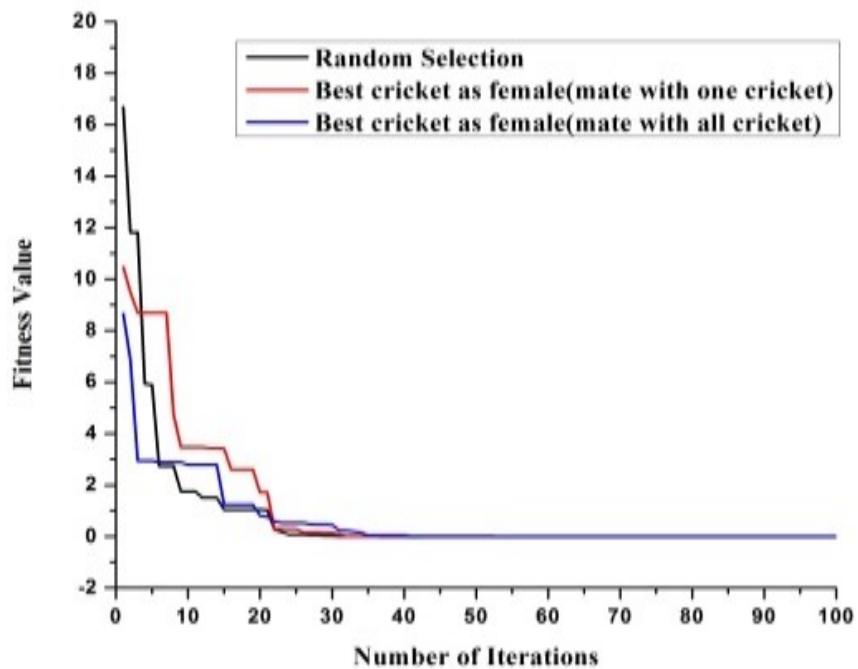 20
18
16
14
12
10
8
6
4
2
0
-2
Fitness Value
Random Selection
Best cricket as female(mate with one cricket)
Best cricket as female(mate with all cricket)
0 10 20 30 40 50 60 70 80 90 100
Number of Iterations